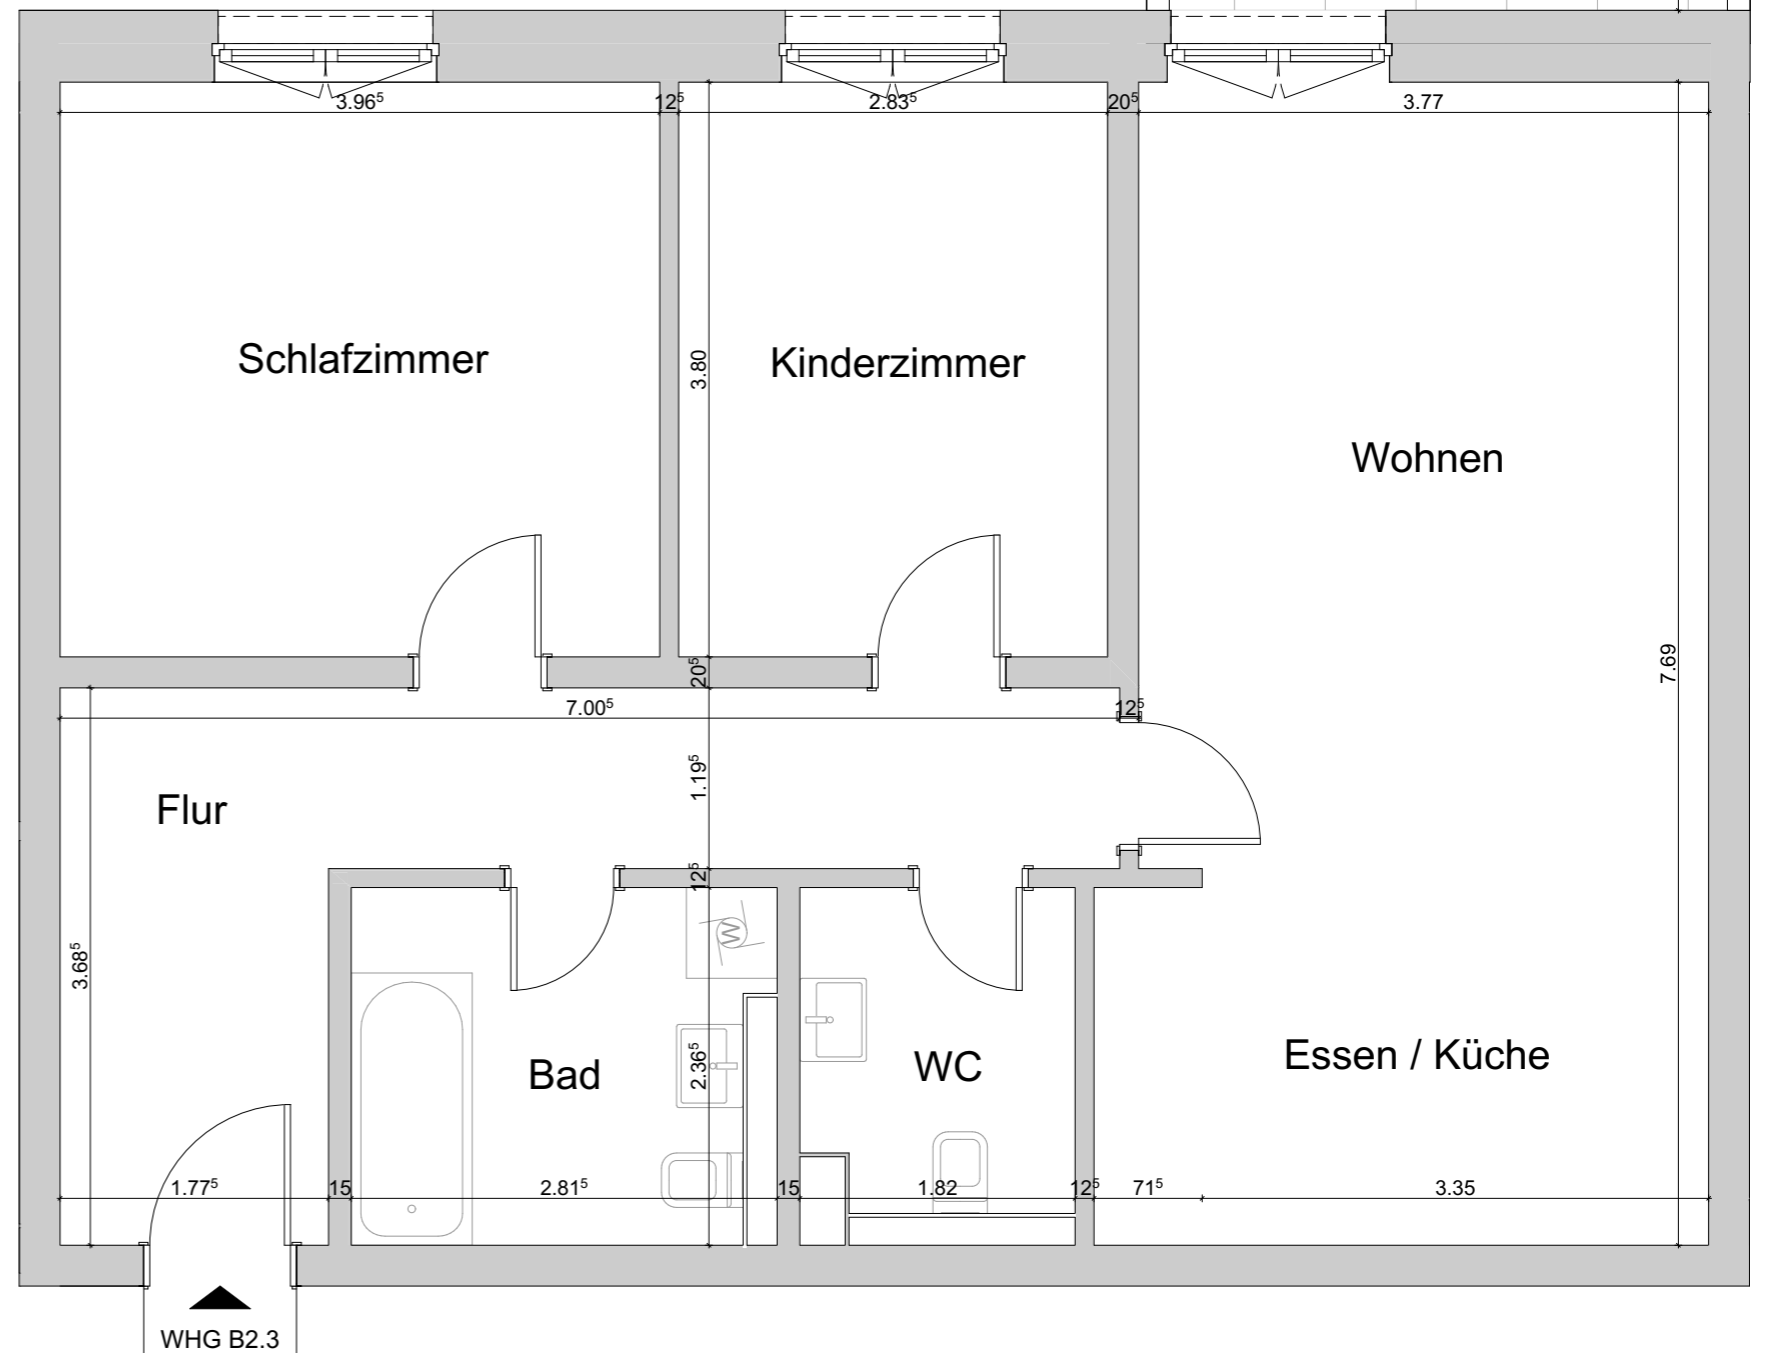 3.96⁵ 12⁵ 2.83⁵ 20⁵ 3.77
Schlafzimmer
3.80
Kinderzimmer
Wohnen
7.69
20⁵
7.00⁵ 12⁵
1.19⁵
Flur
12⁵
3.68⁵
W
Bad
2.36⁵
WC
Essen / Küche
1.77⁵ 15 2.81⁵ 15 1.82 12⁵ 71⁵ 3.35
WHG B2.3